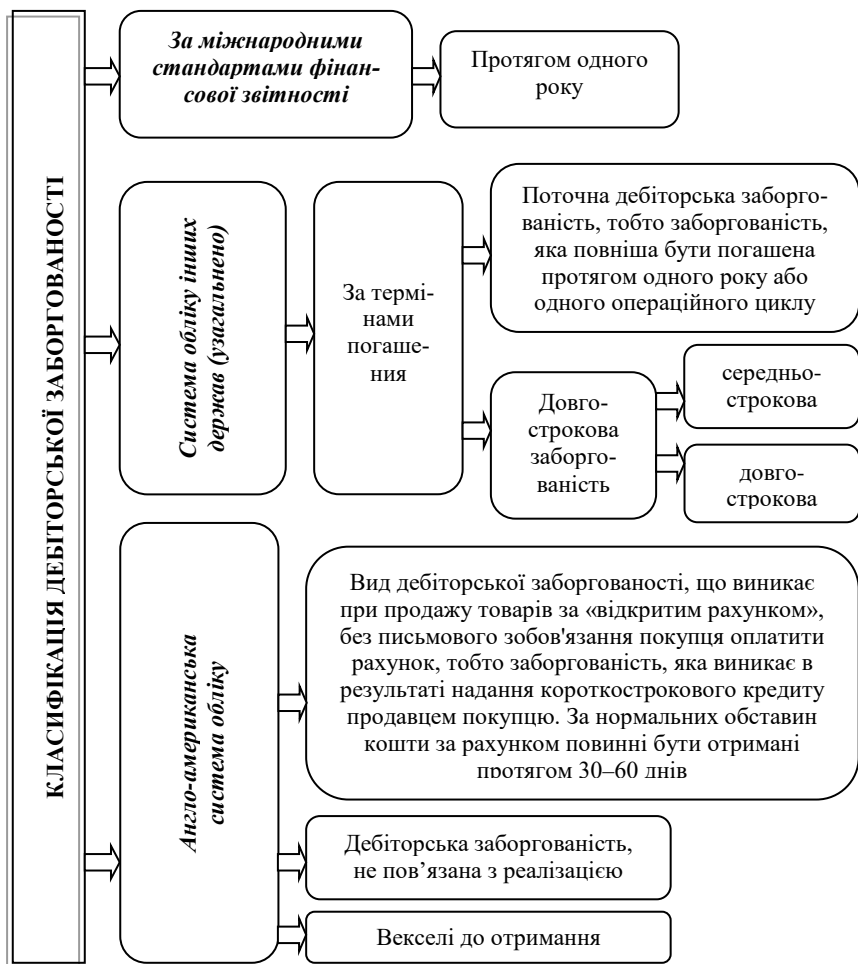 КЛАСИФІКАЦІЯ ДЕБІТОРСЬКОЇ ЗАБОРГОВАНОСТІ
За міжнародними
стандартами фінан-
сової звітності
Протягом одного
року
Система обліку інших
держав (узагальнено)
За термі-
нами
погаше-
ння
Поточна дебіторська заборго-
ваність, тобто заборгованість,
яка повніша бути погашена
протягом одного року або
одного операційного циклу
Довго-
строкова
заборго-
ваність
середньо-
строкова
довго-
строкова
Англо-американська
система обліку
Вид дебіторської заборгованості, що виникає
при продажу товарів за «відкритим рахунком»,
без письмового зобов'язання покупця оплатити
рахунок, тобто заборгованість, яка виникає в
результаті надання короткострокового кредиту
продавцем покупцю. За нормальних обставин
кошти за рахунком повинні бути отримані
протягом 30–60 днів
Дебіторська заборгованість,
не пов’язана з реалізацією
Векселі до отримання